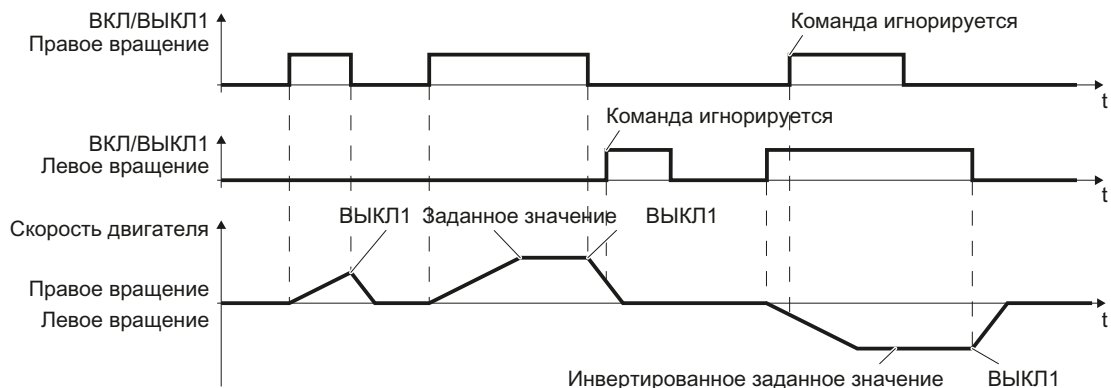 ВКЛ/ВЫКЛ1
Правое вращение
Команда игнорируется
t
ВКЛ/ВЫКЛ1
Левое вращение
Команда игнорируется
t
Скорость двигателя
ВЫКЛ1
Заданное значение
ВЫКЛ1
Правое вращение
Левое вращение
t
Инвертированное заданное значение
ВЫКЛ1